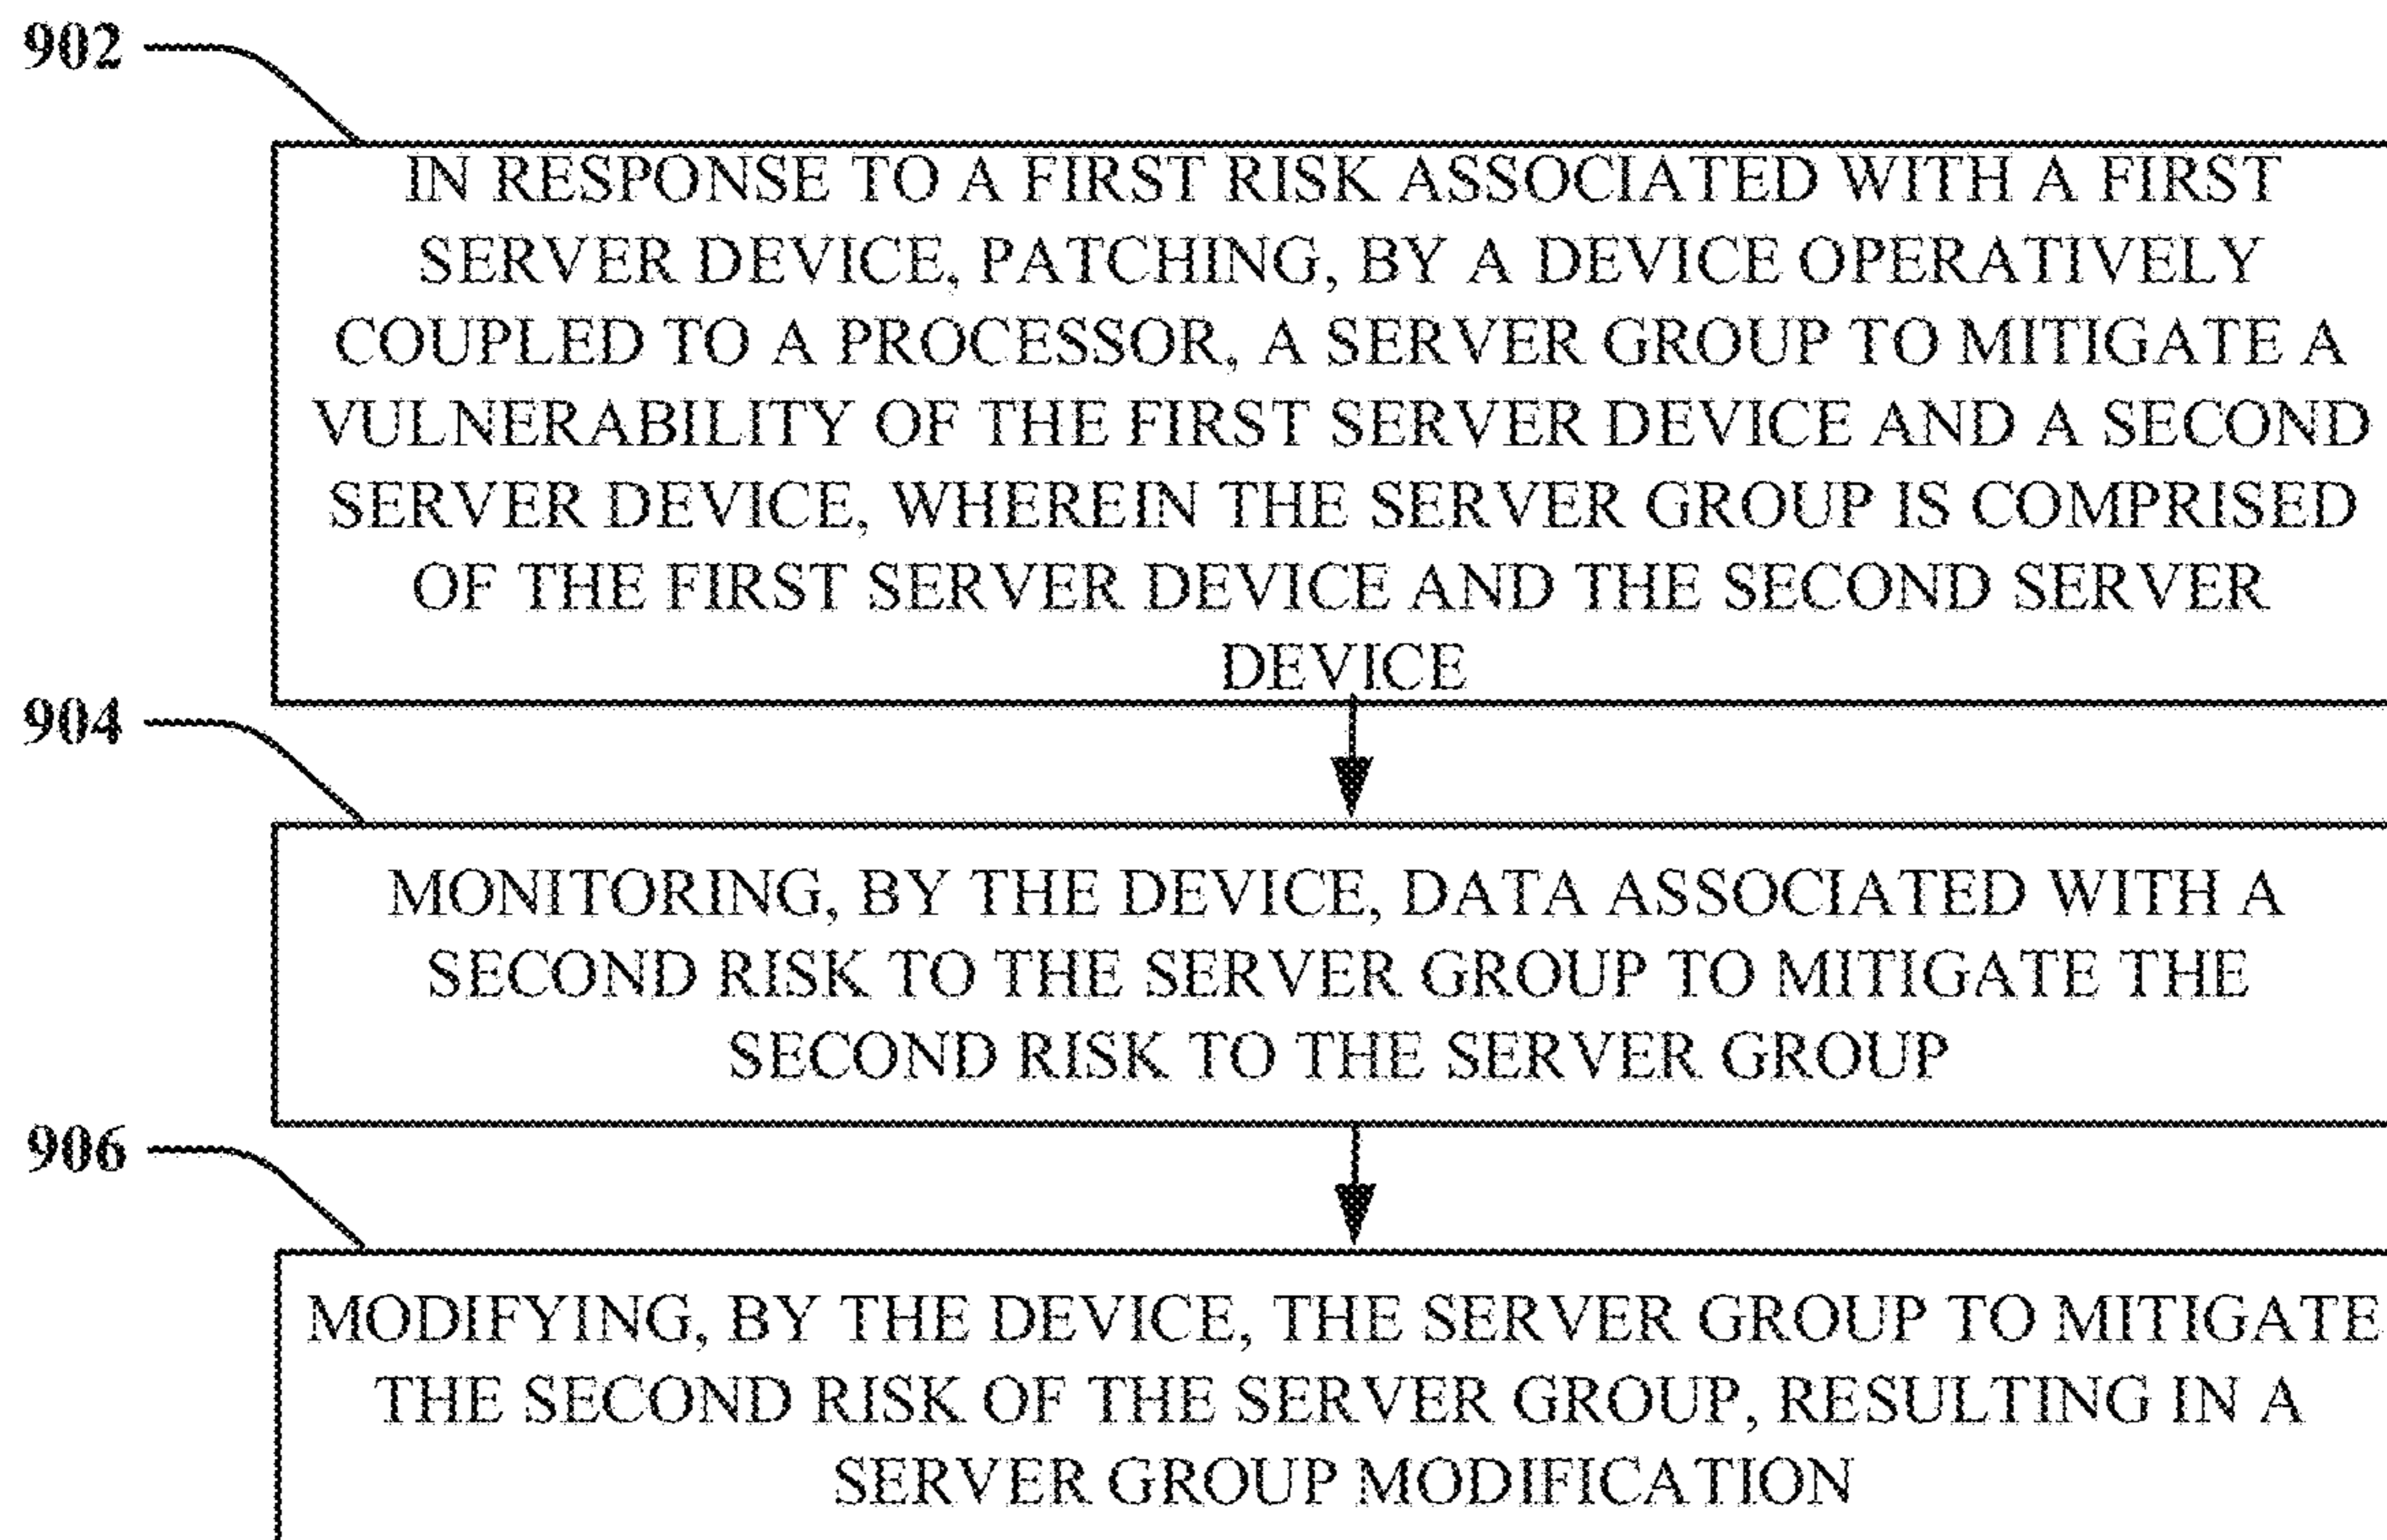 902
IN RESPONSE TO A FIRST RISK ASSOCIATED WITH A FIRST
SERVER DEVICE, PATCHING, BY A DEVICE OPERATIVELY
COUPLED TO A PROCESSOR, A SERVER GROUP TO MITIGATE A
VULNERABILITY OF THE FIRST SERVER DEVICE AND A SECOND
SERVER DEVICE, WHEREIN THE SERVER GROUP IS COMPRISED
OF THE FIRST SERVER DEVICE AND THE SECOND SERVER
DEVICE
904
MONITORING, BY THE DEVICE, DATA ASSOCIATED WITH A
SECOND RISK TO THE SERVER GROUP TO MITIGATE THE
SECOND RISK TO THE SERVER GROUP
906
MODIFYING, BY THE DEVICE, THE SERVER GROUP TO MITIGATE
THE SECOND RISK OF THE SERVER GROUP, RESULTING IN A
SERVER GROUP MODIFICATION